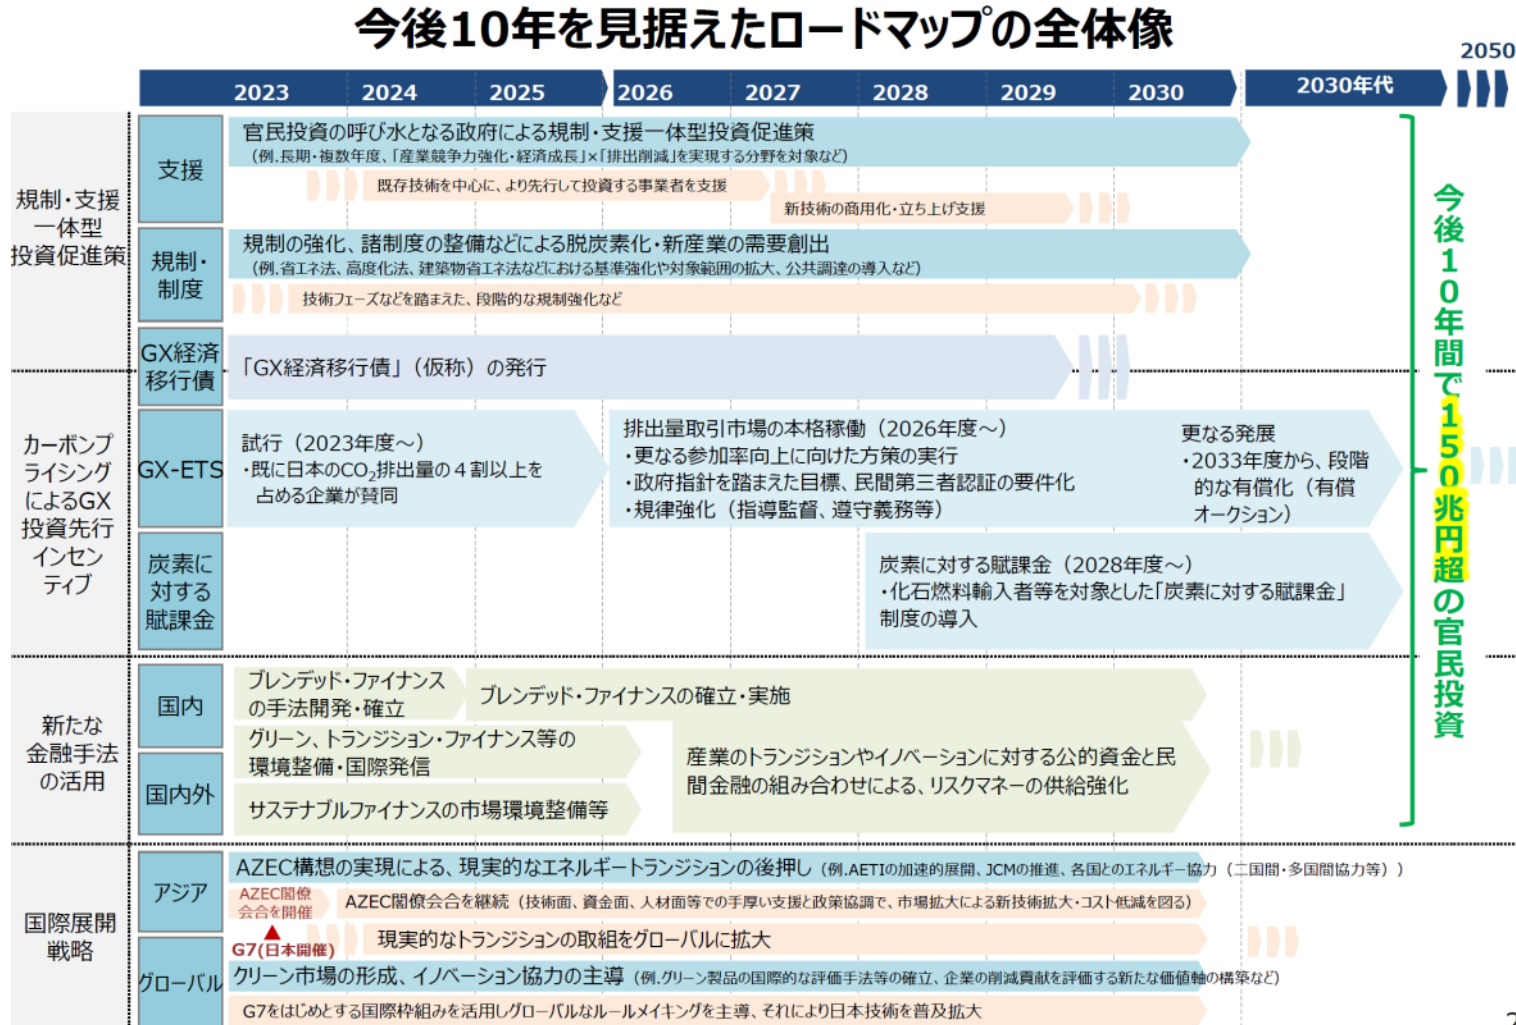 今後10年を見据えたロードマップの全体像
2050
2023
2024
2025
2026
2027
2028
2029
2030
2030年代
規制・支援
一体型
投資促進策
支援
官民投資の呼び水となる政府による規制・支援一体型投資促進策
(例.長期・複数年度、「産業競争力強化・経済成長」×「排出削減」を実現する分野を対象など)
既存技術を中心に、より先行して投資する事業者を支援
新技術の商用化・立ち上げ支援
規制・
制度
規制の強化、諸制度の整備などによる脱炭素化・新産業の需要創出
(例.省エネ法、高度化法、建築物省エネ法などにおける基準強化や対象範囲の拡大、公共調達の導入など)
技術フェーズなどを踏まえた、段階的な規制強化など
GX経済
移行債
「GX経済移行債」(仮称)の発行
カーボンプ
ライシング
によるGX
投資先行
インセン
ティブ
GX-ETS
試行(2023年度~)
・既に日本のCO₂排出量の4割以上を
占める企業が賛同
排出量取引市場の本格稼働(2026年度~)
・更なる参加率向上に向けた方策の実行
・政府指針を踏まえた目標、民間第三者認証の要件化
・規律強化(指導監督、遵守義務等)
更なる発展
・2033年度から、段階
的な有償化(有償
オークション)
炭素に
対する
賦課金
炭素に対する賦課金(2028年度~)
・化石燃料輸入者等を対象とした「炭素に対する賦課金」
制度の導入
新たな
金融手法
の活用
国内
ブレンデッド・ファイナンス
の手法開発・確立
ブレンデッド・ファイナンスの確立・実施
国内外
グリーン、トランジション・ファイナンス等の
環境整備・国際発信
サステナブルファイナンスの市場環境整備等
産業のトランジションやイノベーションに対する公的資金と民
間金融の組み合わせによる、リスクマネーの供給強化
今後10年間で150兆円超の官民投資
国際展開
戦略
アジア
AZEC構想の実現による、現実的なエネルギートランジションの後押し(例.AETIの加速的展開、JCMの推進、各国とのエネルギー協力(二国間・多国間協力等))
AZEC閣僚
会合を開催
AZEC閣僚会合を継続(技術面、資金面、人材面等での手厚い支援と政策協調で、市場拡大による新技術拡大・コスト低減を図る)
G7(日本開催)
現実的なトランジションの取組をグローバルに拡大
グローバル
クリーン市場の形成、イノベーション協力の主導(例.グリーン製品の国際的な評価手法等の確立、企業の削減貢献を評価する新たな価値軸の構築など)
G7をはじめとする国際枠組みを活用しグローバルなルールメイキングを主導、それにより日本技術を普及拡大